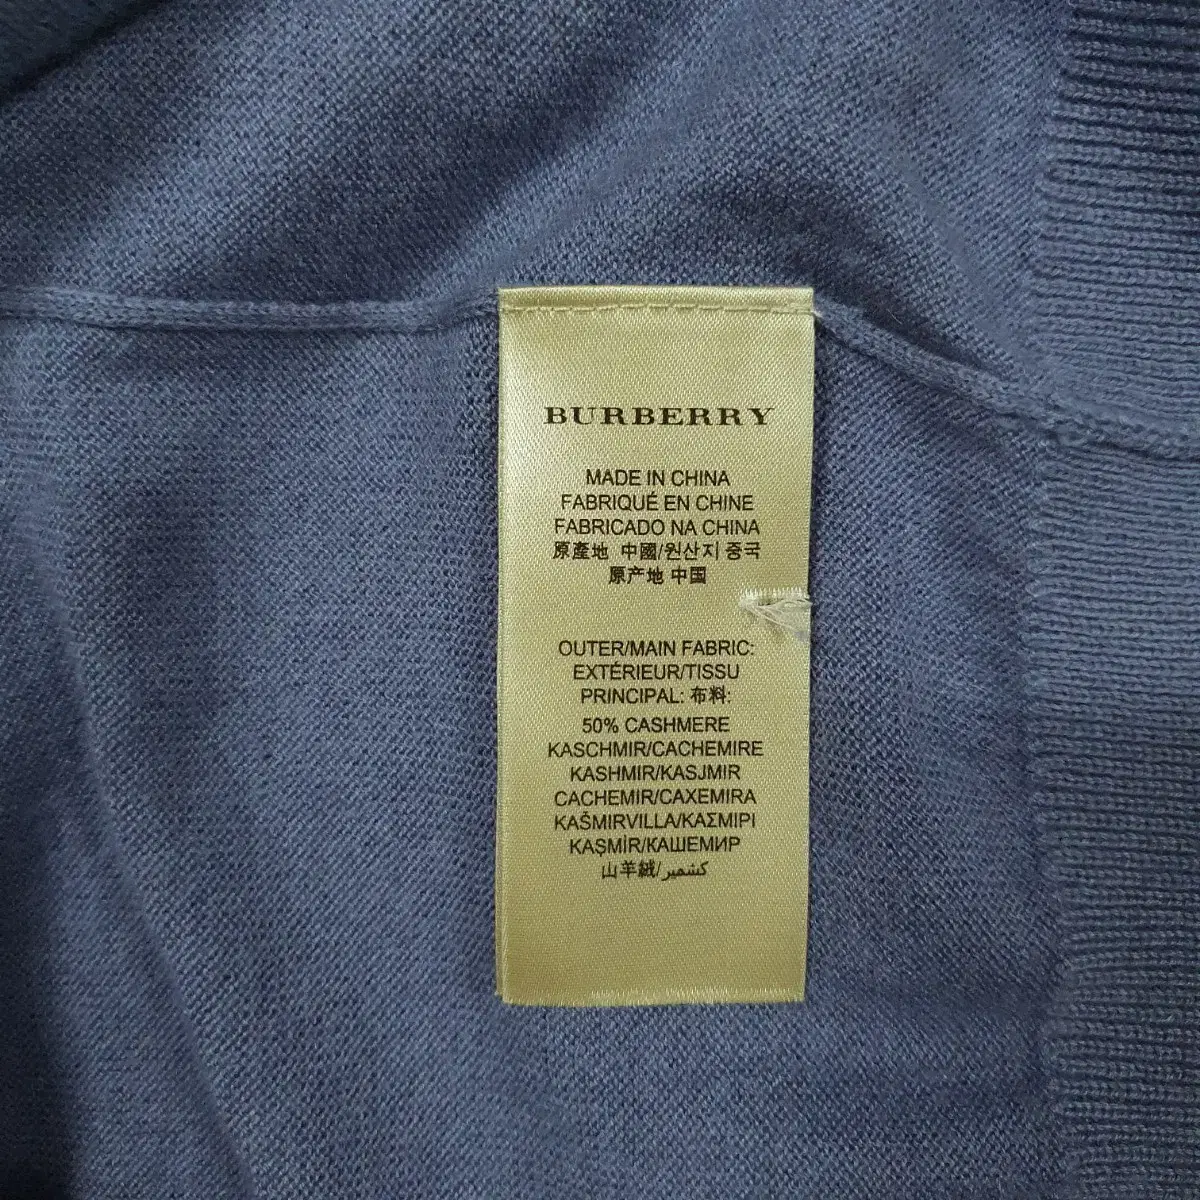 BURBERRY
MADE IN CHINA
FABRIQUÉ EN CHINE
FABRICADO NA CHINA
原產地 中國/원산지 중국
原产地 中国
OUTER/MAIN FABRIC:
EXTÉRIEUR/TISSU
PRINCIPAL: 布料:
50% CASHMERE
KASCHMIR/CACHEMIRE
KASHMIR/KASJMIR
CACHEMIR/CAXEMIRA
KAŠMIRVILLA/ΚΑΣΜΙΡΙ
KAŞMİR/КАШЕМИР
山羊絨/كشمير